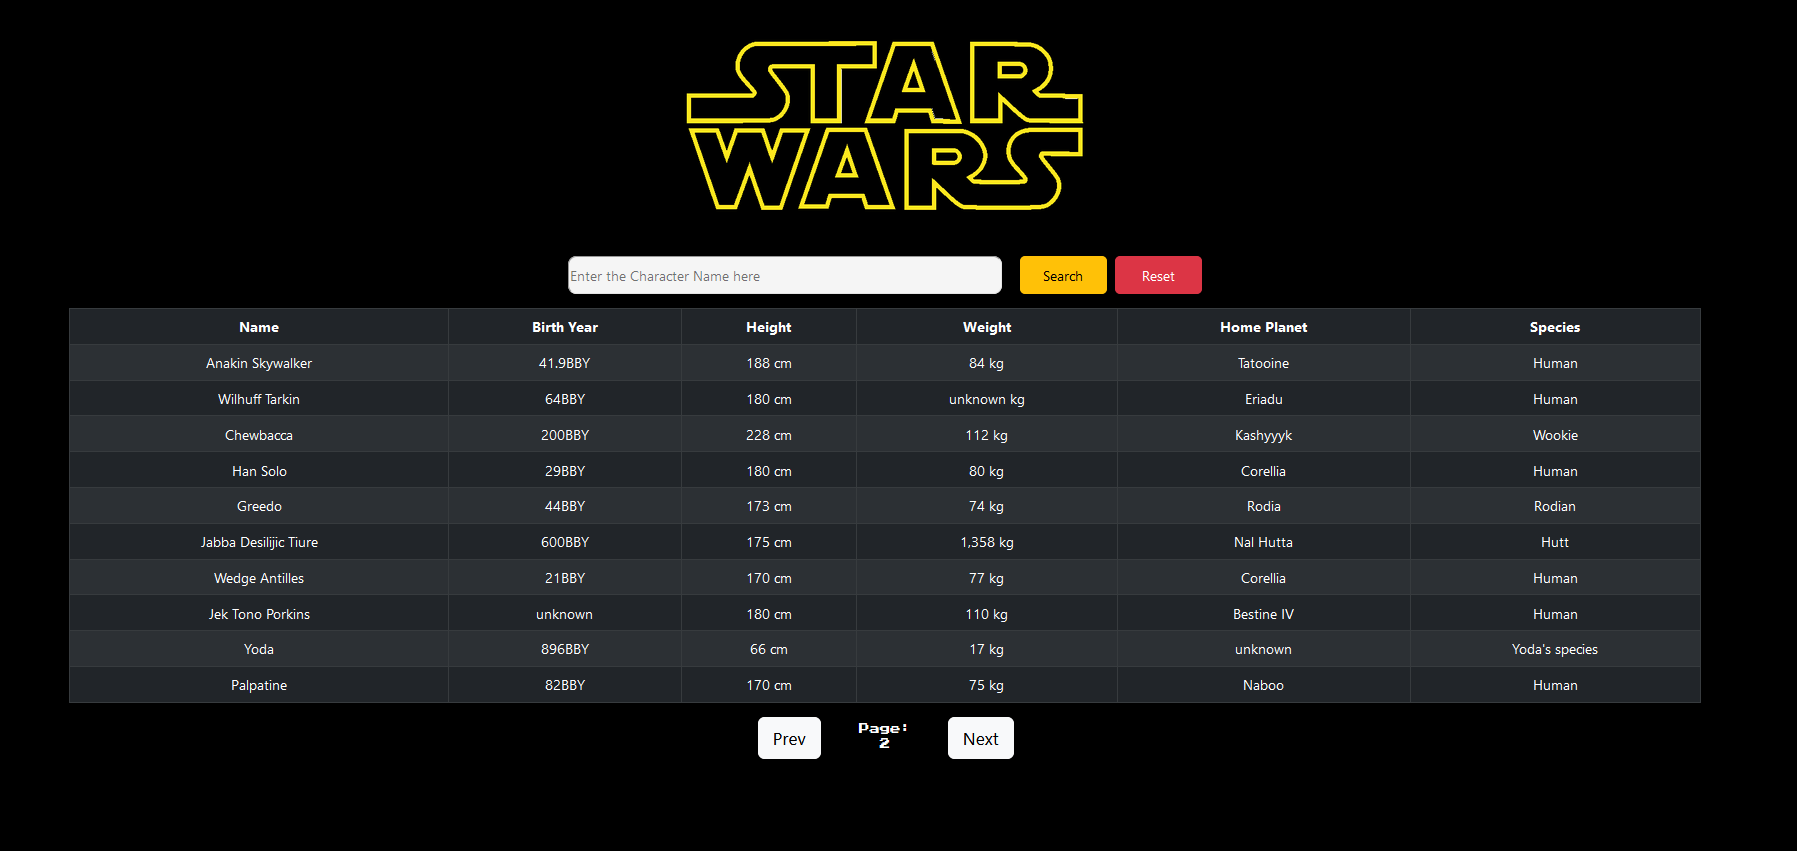 STAR
WARS
Enter the Character Name here Search Reset
Name Birth Year Height Weight Home Planet Species
Anakin Skywalker 41.9BBY 188 cm 84 kg Tatooine Human
Wilhuff Tarkin 64BBY 180 cm unknown kg Eriadu Human
Chewbacca 200BBY 228 cm 112 kg Kashyyyk Wookie
Han Solo 29BBY 180 cm 80 kg Corellia Human
Greedo 44BBY 173 cm 74 kg Rodia Rodian
Jabba Desilijic Tiure 600BBY 175 cm 1,358 kg Nal Hutta Hutt
Wedge Antilles 21BBY 170 cm 77 kg Corellia Human
Jek Tono Porkins unknown 180 cm 110 kg Bestine IV Human
Yoda 896BBY 66 cm 17 kg unknown Yoda's species
Palpatine 82BBY 170 cm 75 kg Naboo Human
Prev Page: Next
2